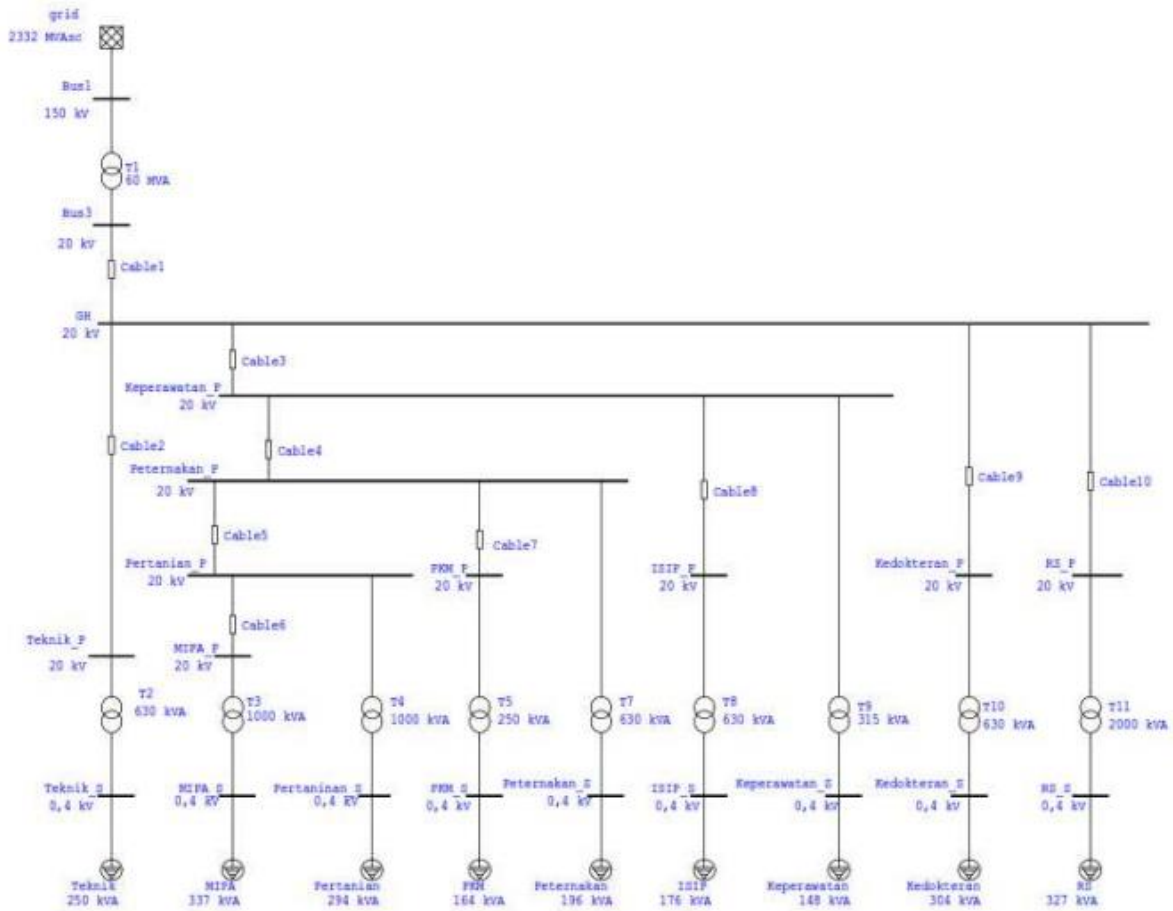 grid
2332 MVAsc
Bus1
150 kV
T1
60 MVA
Bus3
20 kV
Cable1
GH
20 kV
Cable3
Keperawatan_P
20 kV
Cable2
Cable4
Peternakan_P
20 kV
Cable8
Cable9
Cable10
Cable5
Cable7
Pertanian_P
20 kV
PKM_P
20 kV
ISIP_P
20 kV
Kedokteran_P
20 kV
RS_P
20 kV
Cable6
Teknik_P
20 kV
MIPA_P
20 kV
T2
630 kVA
T3
1000 kVA
T4
1000 kVA
T5
250 kVA
T7
630 kVA
T8
630 kVA
T9
315 kVA
T10
630 kVA
T11
2000 kVA
Teknik_S
0,4 kV
MIPA_S
0,4 kV
Pertaninan_S
0,4 kV
PKM_S
0,4 kV
Peternakan_S
0,4 kV
ISIP_S
0,4 kV
Keperawatan_S
0,4 kV
Kedokteran_S
0,4 kV
RS_S
0,4 kV
Teknik
250 kVA
MIPA
337 kVA
Pertanian
294 kVA
PKM
164 kVA
Peternakan
196 kVA
ISIP
176 kVA
Keperawatan
148 kVA
Kedokteran
304 kVA
RS
327 kVA